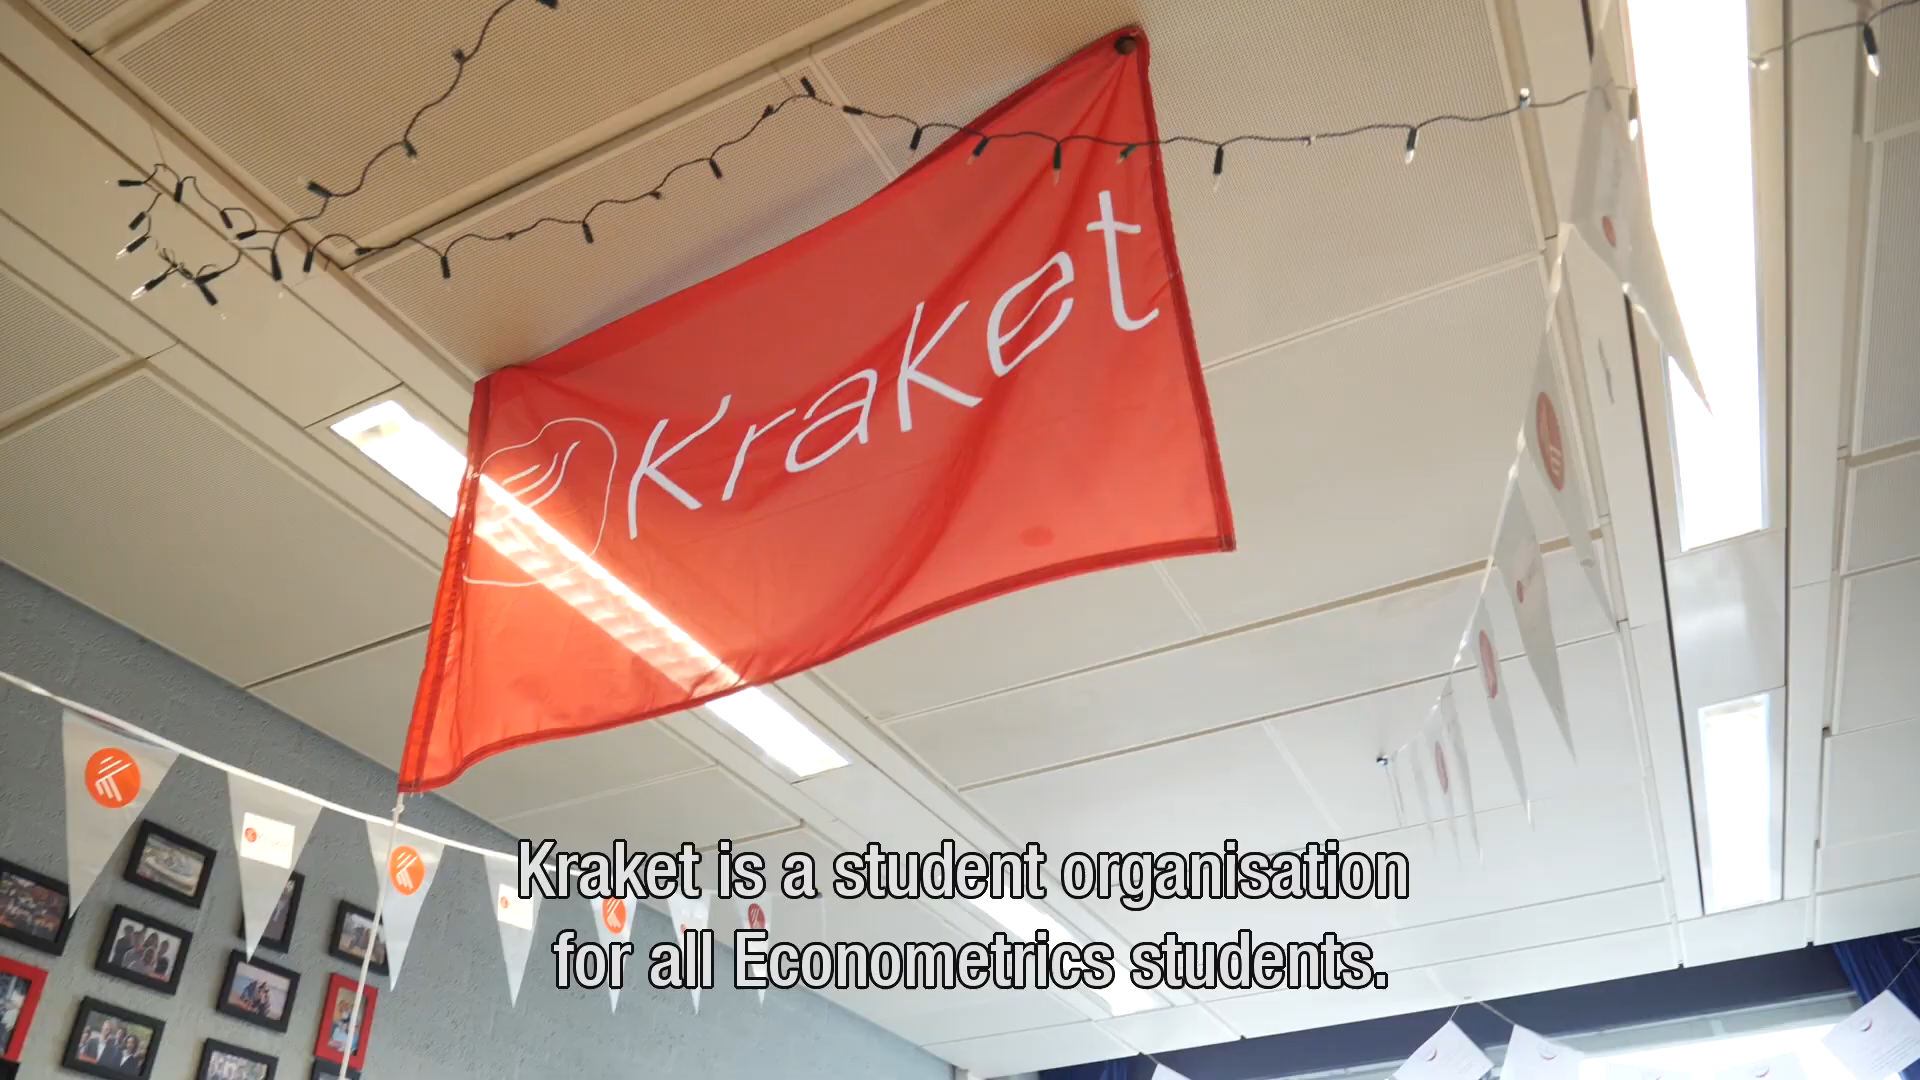 Kraket
Kraket is a student organisation
for all Econometrics students.